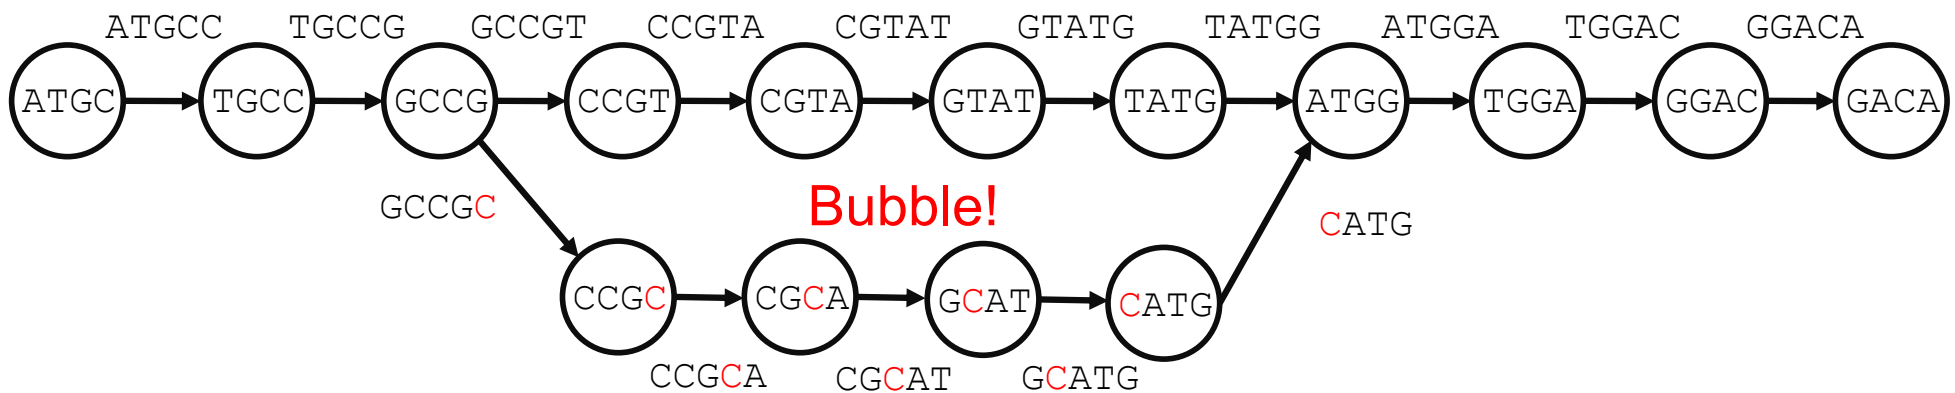 ATGCC TGCCG GCCGT CCGTA CGTAT GTATG TATGG ATGGA TGGAC GGACA
ATGC TGCC GCCG CCGT CGTA GTAT TATG ATGG TGGA GGAC GACA
GCCGC Bubble! CATG
CCGC CGCA GCAT CATG
CCGCA CGCAT GCATG